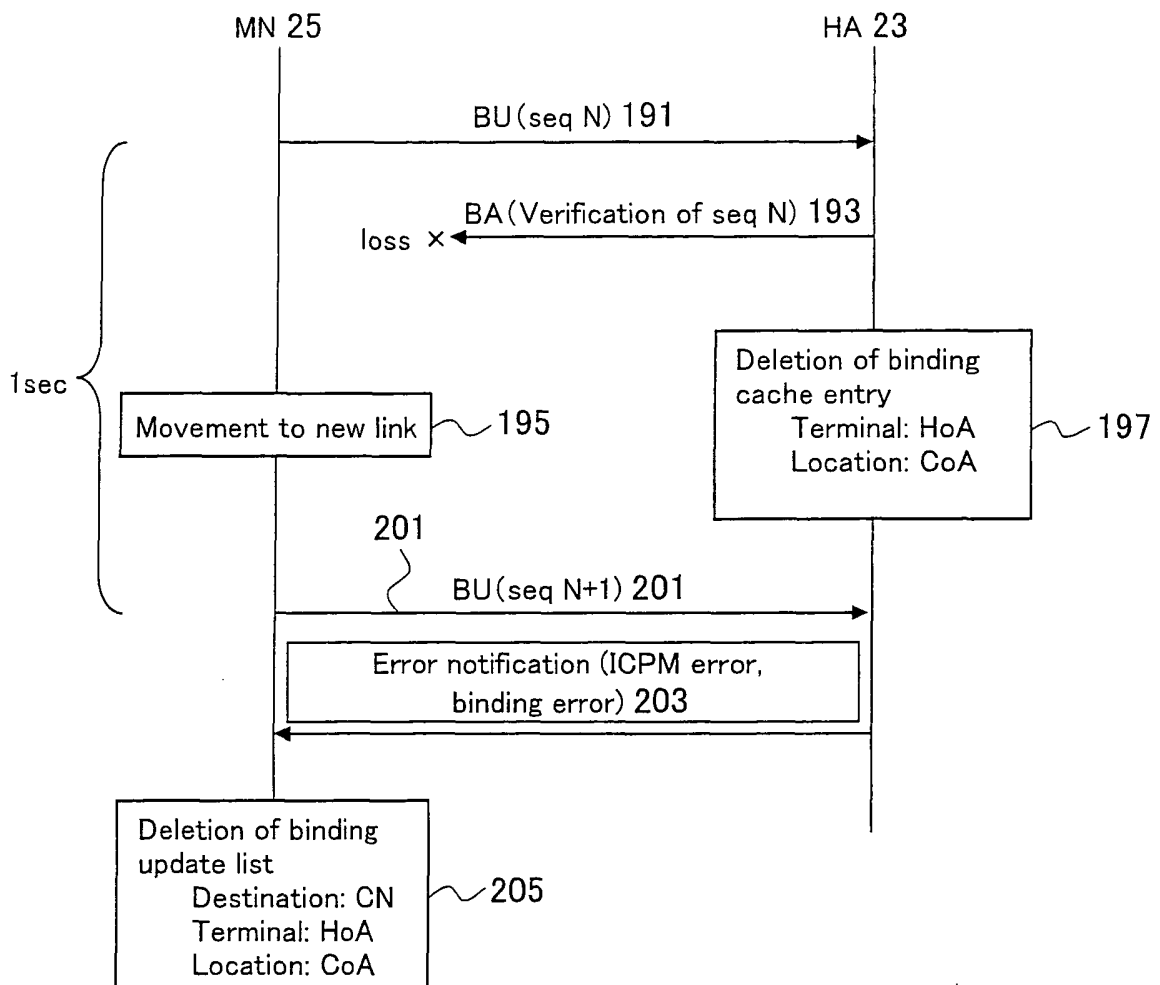 MN 25
HA 23
BU(seq N) 191
BA(Verification of seq N) 193
loss ×
Deletion of binding
cache entry
Terminal: HoA
Location: CoA
197
1sec
Movement to new link
195
201
BU(seq N+1) 201
Error notification (ICPM error,
binding error) 203
Deletion of binding
update list
Destination: CN
Terminal: HoA
Location: CoA
205